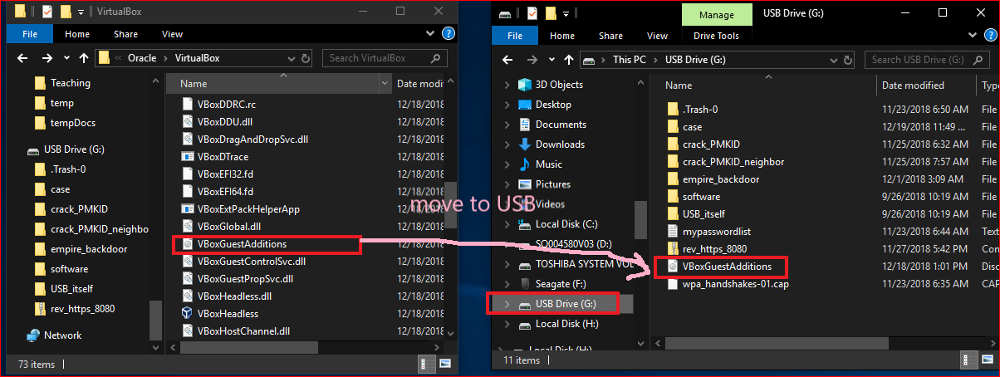 VirtualBox
File Home Share View
« Oracle > VirtualBox
Search VirtualBox
Teaching
temp
tempDocs
USB Drive (G:)
.Trash-0
case
crack_PMKID
crack_PMKID_neighbo
empire_backdoor
software
USB_itself
rev_https_8080
Network
Name Date modif
VBoxDDRC.rc 12/18/2018
VBoxDDU.dll 12/18/2018
VBoxDragAndDropSvc.dll 12/18/2018
VBoxDTrace 12/18/2018
VBoxEFI32.fd 12/18/2018
VBoxEFI64.fd 12/18/2018
VBoxExtPackHelperApp 12/18/2018
VBoxGlobal.dll 12/18/2018
VBoxGuestAdditions 12/18/2018
VBoxGuestControlSvc.dll 12/18/2018
VBoxGuestPropSvc.dll 12/18/2018
VBoxHeadless.dll 12/18/2018
VBoxHeadless 12/18/2018
VBoxHostChannel.dll 12/18/2018
73 items
move to USB
Manage USB Drive (G:)
File Home Share View Drive Tools
> This PC > USB Drive (G:)
Search USB Drive (G:)
3D Objects
Desktop
Documents
Downloads
Music
Pictures
Videos
Local Disk (C:)
SQ004580V03 (D:)
TOSHIBA SYSTEM VOL
Seagate (F:)
USB Drive (G:)
Local Disk (H:)
Local Disk (G:)
Name Date modified Type
.Trash-0 11/23/2018 6:50 AM File
case 12/19/2018 11:49 ... File
crack_PMKID 11/25/2018 6:32 AM File
crack_PMKID_neighbor 11/25/2018 7:57 AM File
empire_backdoor 12/1/2018 3:09 AM File
software 9/26/2018 10:19 AM File
USB_itself 9/26/2018 10:19 AM File
mypasswordlist 11/23/2018 6:44 AM Text
rev_https_8080 11/27/2018 5:42 PM Com
VBoxGuestAdditions 12/18/2018 1:01 PM Disc
wpa_handshakes-01.cap 11/23/2018 6:35 AM CAP
11 items